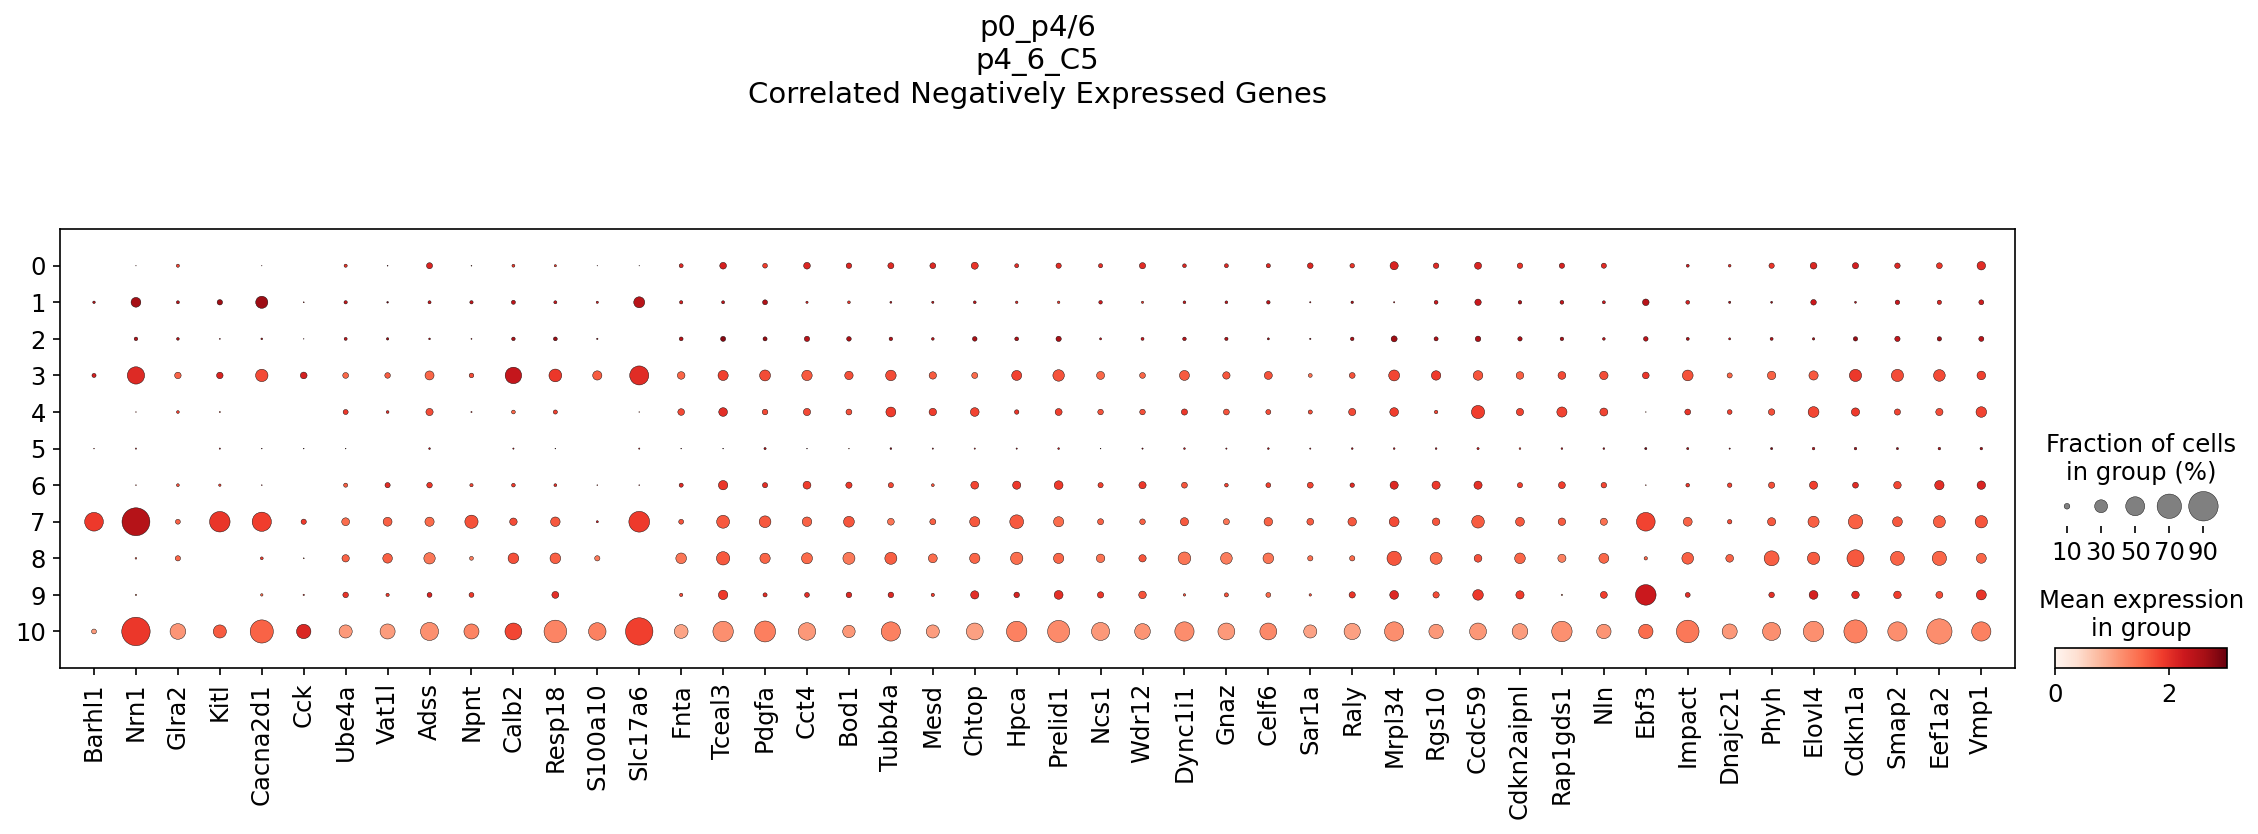 p0_p4/6
p4_6_C5
Correlated Negatively Expressed Genes
0
1
2
3
4
5
6
7
8
9
10
Barhl1
Nrn1
Glra2
Kitl
Cacna2d1
Cck
Ube4a
Vat1l
Adss
Npnt
Calb2
Resp18
S100a10
Slc17a6
Fnta
Tceal3
Pdgfa
Cct4
Bod1
Tubb4a
Mesd
Chtop
Hpca
Prelid1
Ncs1
Wdr12
Dync1i1
Gnaz
Celf6
Sar1a
Raly
Mrpl34
Rgs10
Ccdc59
Cdkn2aipnl
Rap1gds1
Nln
Ebf3
Impact
Dnajc21
Phyh
Elovl4
Cdkn1a
Smap2
Eef1a2
Vmp1
Fraction of cells
in group (%)
10 30 50 70 90
Mean expression
in group
0 2